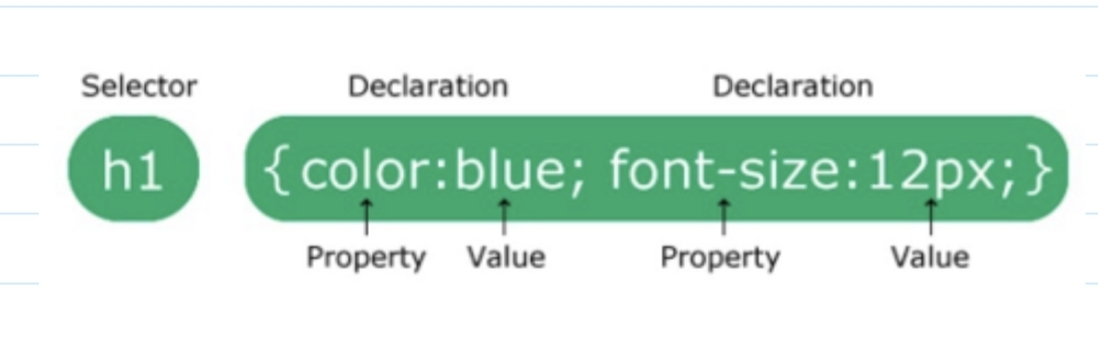 Selector Declaration Declaration
h1 {color:blue; font-size:12px;}
Property Value Property Value